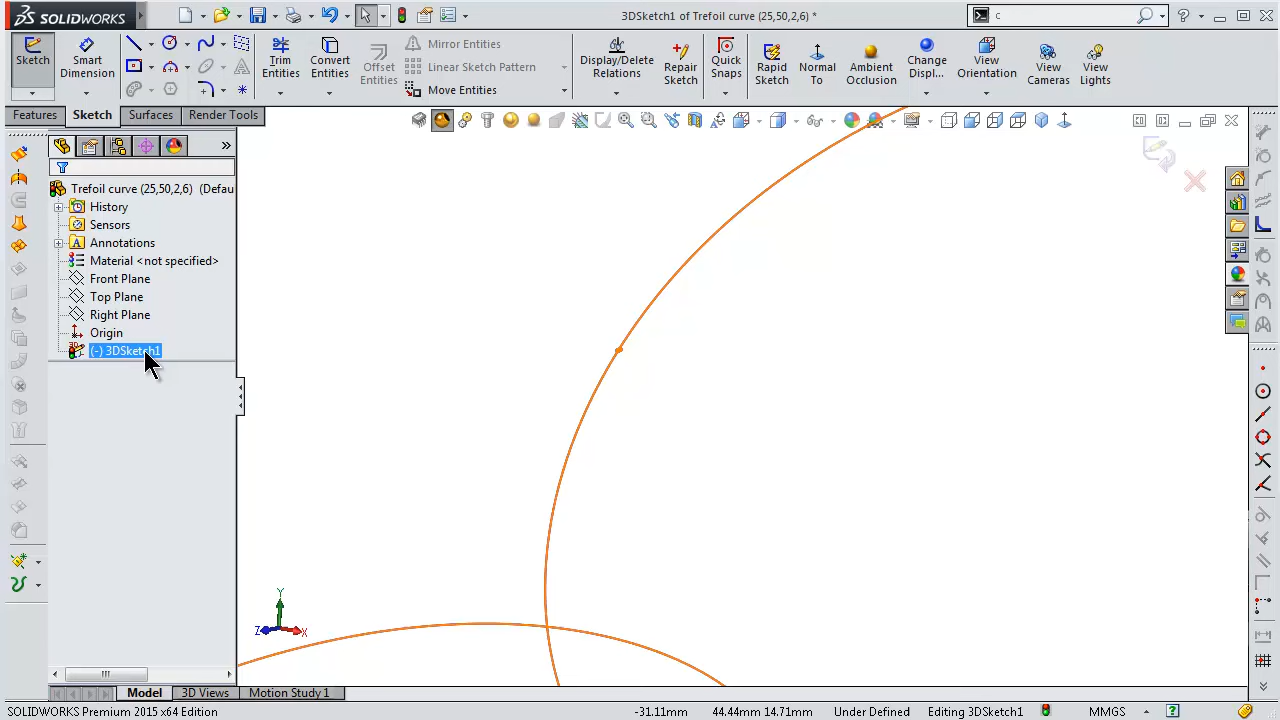 SOLIDWORKS
3DSketch1 of Trefoil curve (25,50,2,6) *
c
Sketch
Smart Dimension
Trim Entities
Convert Entities
Offset Entities
Mirror Entities
Linear Sketch Pattern
Move Entities
Display/Delete Relations
Repair Sketch
Quick Snaps
Rapid Sketch
Normal To
Ambient Occlusion
Change Displ...
View Orientation
View Cameras
View Lights
Features
Sketch
Surfaces
Render Tools
Trefoil curve (25,50,2,6) (Defau
History
Sensors
Annotations
Material <not specified>
Front Plane
Top Plane
Right Plane
Origin
(-) 3DSketch1
Y
Z
X
Model
3D Views
Motion Study 1
SOLIDWORKS Premium 2015 x64 Edition
-31.11mm
44.44mm 14.71mm
Under Defined
Editing 3DSketch1
MMGS